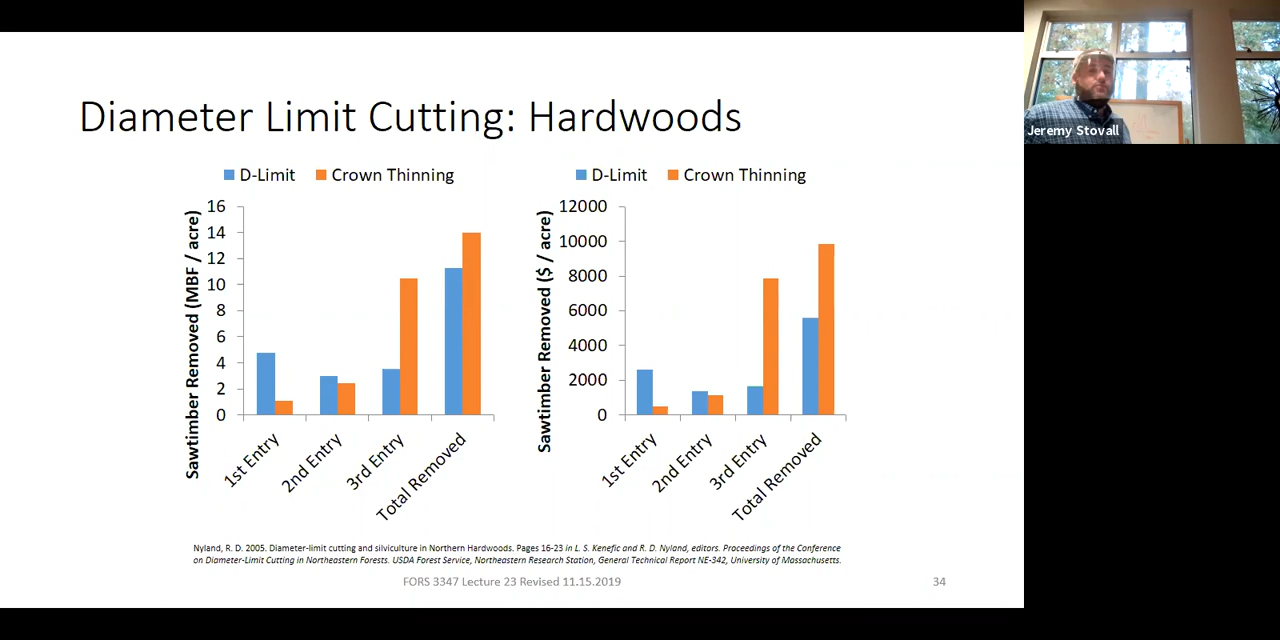 Diameter Limit Cutting: Hardwoods
D-Limit Crown Thinning
Sawtimber Removed (MBF / acre)
16
14
12
10
8
6
4
2
0
1st Entry
2nd Entry
3rd Entry
Total Removed
D-Limit Crown Thinning
Sawtimber Removed ($ / acre)
12000
10000
8000
6000
4000
2000
0
1st Entry
2nd Entry
3rd Entry
Total Removed
Nyland, R. D. 2005. Diameter-limit cutting and silviculture in Northern Hardwoods. Pages 16-23 in L. S. Kenefic and R. D. Nyland, editors. Proceedings of the Conference
on Diameter-Limit Cutting in Northeastern Forests. USDA Forest Service, Northeastern Research Station, General Technical Report NE-342, University of Massachusetts.
FORS 3347 Lecture 23 Revised 11.15.2019
34
Jeremy Stovall